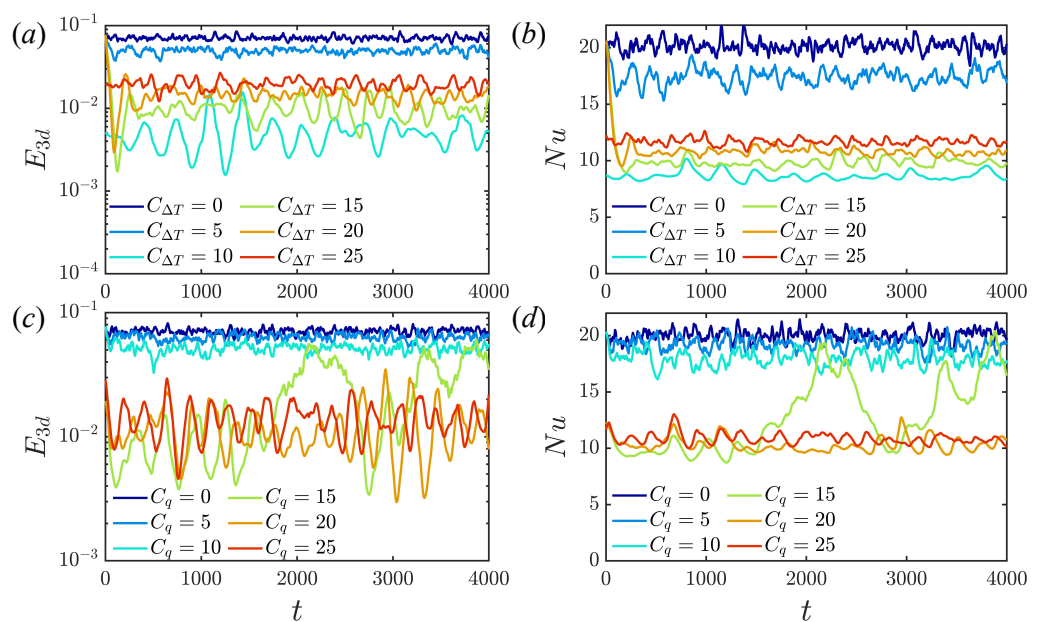 (a)
10⁻¹
10⁻²
10⁻³
10⁻⁴
E₃d
C_ΔT = 0 C_ΔT = 15
C_ΔT = 5 C_ΔT = 20
C_ΔT = 10 C_ΔT = 25
0 1000 2000 3000 4000
(b)
20
15
10
5
0
Nu
C_ΔT = 0 C_ΔT = 15
C_ΔT = 5 C_ΔT = 20
C_ΔT = 10 C_ΔT = 25
0 1000 2000 3000 4000
(c)
10⁻¹
10⁻²
10⁻³
E₃d
C_q = 0 C_q = 15
C_q = 5 C_q = 20
C_q = 10 C_q = 25
0 1000 2000 3000 4000
t
(d)
20
15
10
5
0
Nu
C_q = 0 C_q = 15
C_q = 5 C_q = 20
C_q = 10 C_q = 25
0 1000 2000 3000 4000
t